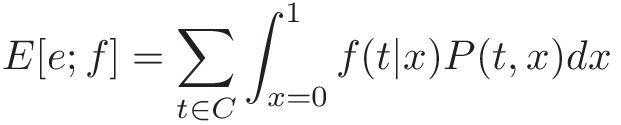 E[e; f] = \sum_{t \in C} \int_{x=0}^{1} f(t|x)P(t, x)dx